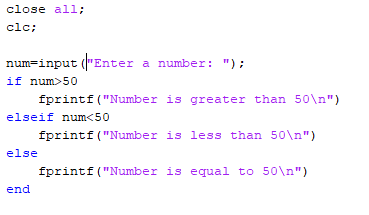 close all;
clc;
num=input("Enter a number: ");
if num>50
fprintf("Number is greater than 50\n")
elseif num<50
fprintf("Number is less than 50\n")
else
fprintf("Number is equal to 50\n")
end